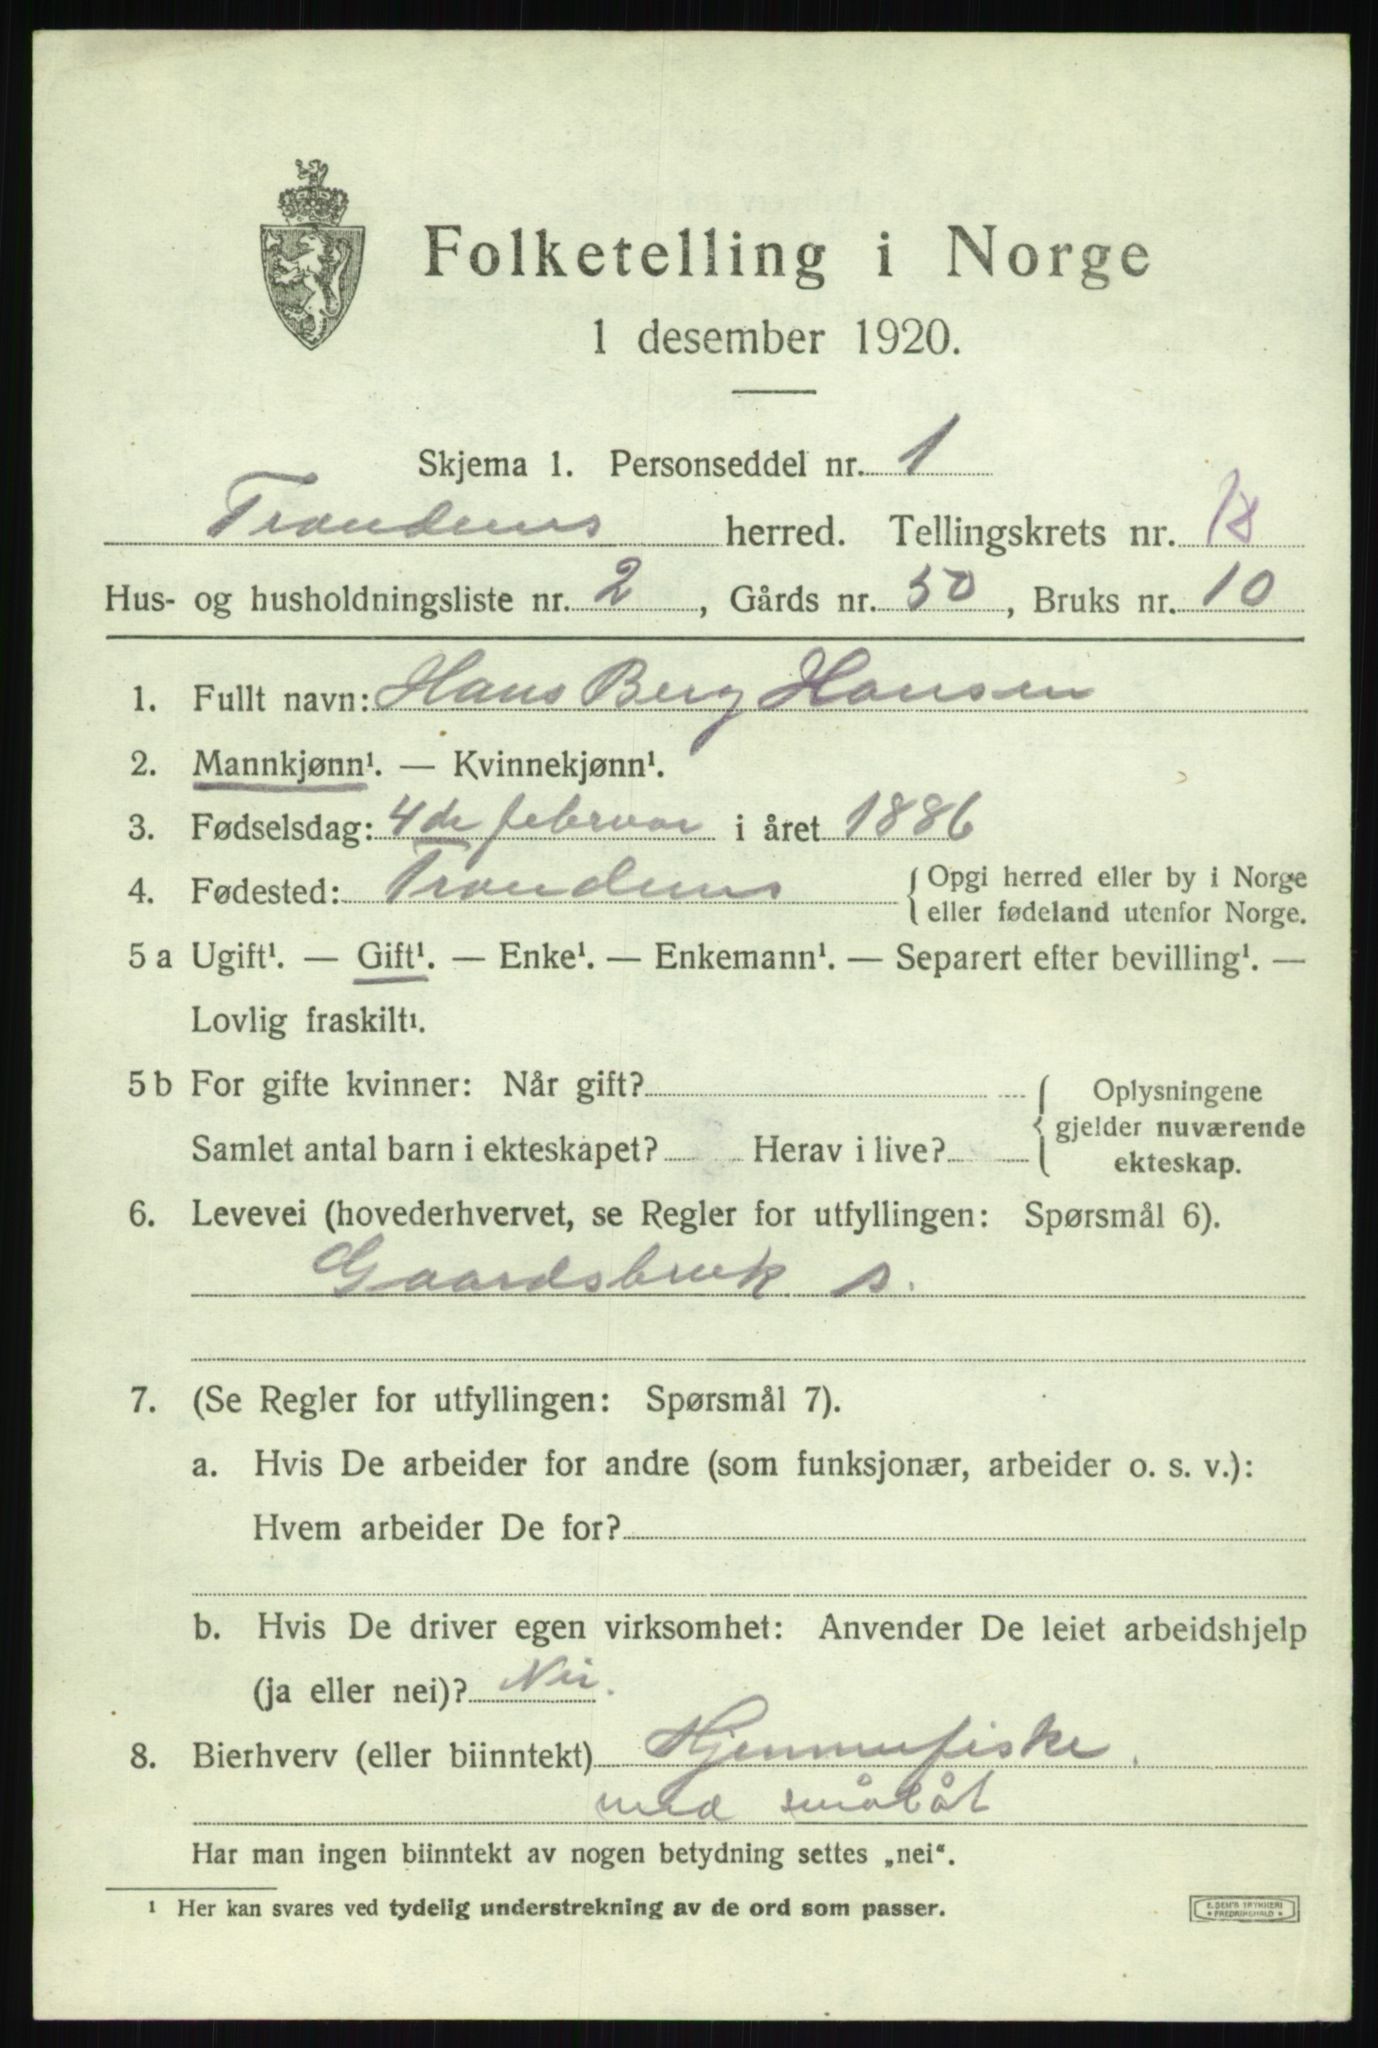 Folketelling i Norge
1 desember 1920.
Skjema 1. Personseddel nr. 1
Trondenes herred. Tellingskrets nr. 18
Hus- og husholdningsliste nr. 2, Gårds nr. 50, Bruks nr. 10
1. Fullt navn: Hans Berg Hansen
2. Mannkjønn¹. — Kvinnekjønn¹.
3. Fødselsdag: 4de februar i året 1886
4. Fødested: Trondenes { Opgi herred eller by i Norge
eller fødeland utenfor Norge.
5 a Ugift¹. — Gift¹. — Enke¹. — Enkemann¹. — Separert efter bevilling¹. —
Lovlig fraskilt¹.
5 b For gifte kvinner: Når gift? { Oplysningene
gjelder nuværende
Samlet antal barn i ekteskapet? Herav i live? ekteskap.
6. Levevei (hovederhvervet, se Regler for utfyllingen: Spørsmål 6).
Gaardsbruk s.
7. (Se Regler for utfyllingen: Spørsmål 7).
a. Hvis De arbeider for andre (som funksjonær, arbeider o. s. v.):
Hvem arbeider De for?
b. Hvis De driver egen virksomhet: Anvender De leiet arbeidshjelp
(ja eller nei)? Nei.
8. Bierhverv (eller biinntekt) Hjemmefiske.
med småbåt
Har man ingen biinntekt av nogen betydning settes „nei“.
¹ Her kan svares ved tydelig understrekning av de ord som passer.
E. SEM'S TRYKKERI
FREDRIKSHALD